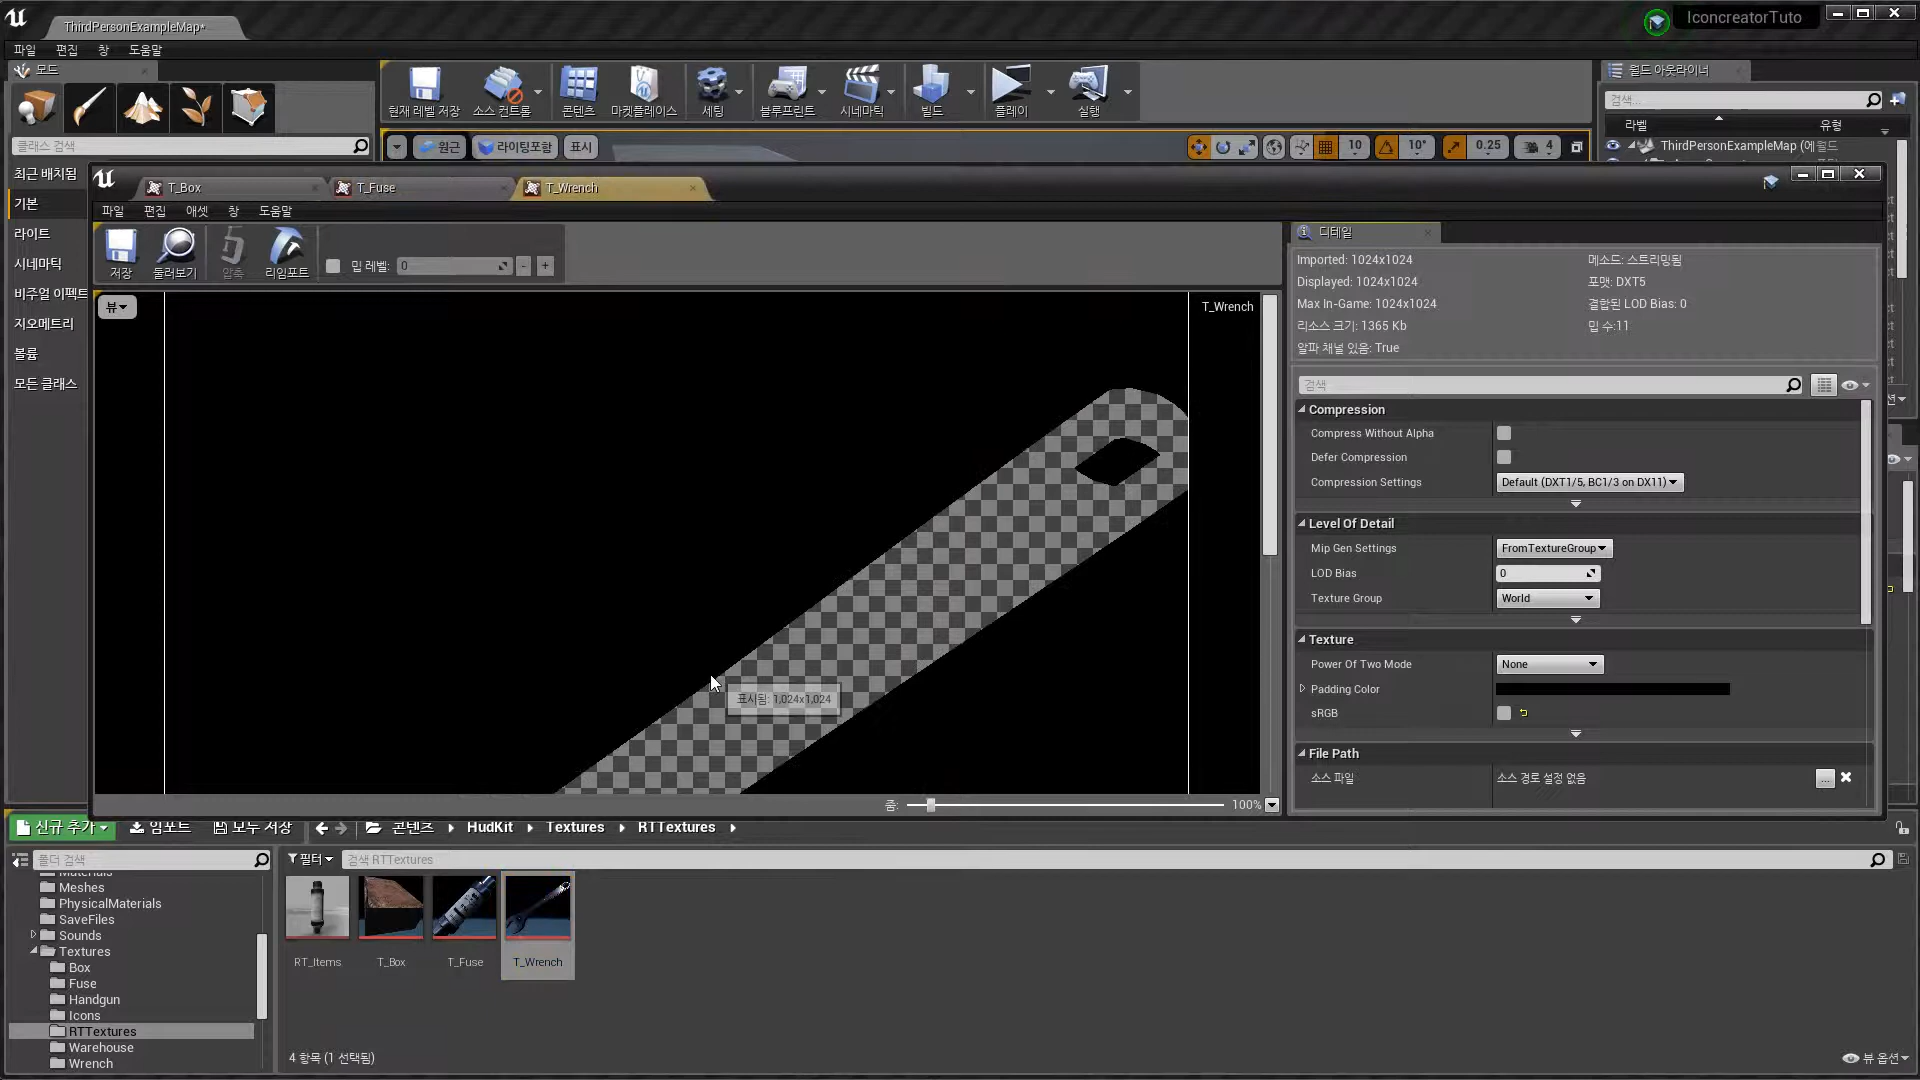 ThirdPersonExampleMap*
IconcreatorTuto
파일 편집 창 도움말
모드
월드 아웃라이너
현재 레벨 저장 소스 컨트롤 콘텐츠 마켓플레이스 세팅 블루프린트 시네마틱 빌드 플레이 실행
검색...
라벨 유형
클래스 검색
원근 라이팅포함 표시 10 10° 0.25 4
ThirdPersonExampleMap (에 월드
최근 배치됨
기본
라이트
시네마틱
비주얼 이펙트
지오메트리
볼륨
모든 클래스
T_Box T_Fuse T_Wrench
파일 편집 애셋 창 도움말
저장 둘러보기 압축 리임포트 밉 레벨: 0 - +
디테일
뷰
T_Wrench
Imported: 1024x1024 메소드: 스트리밍됨
Displayed: 1024x1024 포맷: DXT5
Max In-Game: 1024x1024 결합된 LOD Bias: 0
리소스 크기: 1365 Kb 밉 수:11
알파 채널 있음: True
검색
Compression
Compress Without Alpha
Defer Compression
Compression Settings Default (DXT1/5, BC1/3 on DX11)
Level Of Detail
Mip Gen Settings FromTextureGroup
LOD Bias 0
Texture Group World
Texture
Power Of Two Mode None
Padding Color
sRGB
File Path
소스 파일 소스 경로 설정 없음 ...
표시됨: 1,024x1,024
줌: 100%
신규 추가 임포트 모두 저장 콘텐츠 HudKit Textures RTTextures
폴더 검색
필터 검색 RTTextures
Materials
Meshes
PhysicalMaterials
SaveFiles
Sounds
Textures
Box
Fuse
Handgun
Icons
RTTextures
Warehouse
Wrench
RT_Items T_Box T_Fuse T_Wrench
4 항목 (1 선택됨)
뷰 옵션